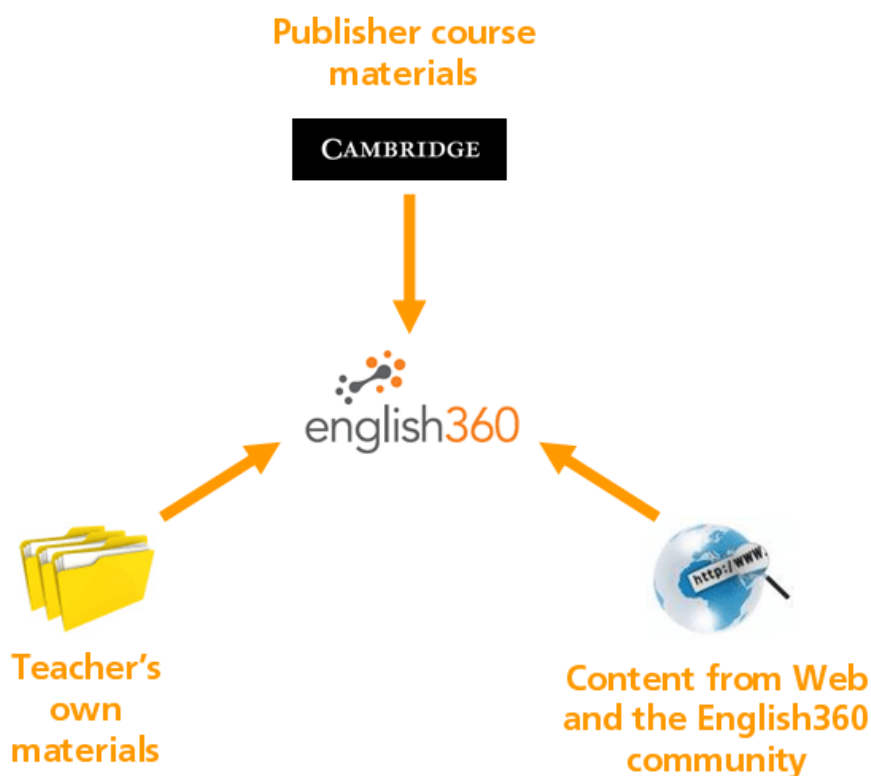 Publisher course
materials
CAMBRIDGE
english360
http://www.
Teacher's
own
materials
Content from Web
and the English360
community